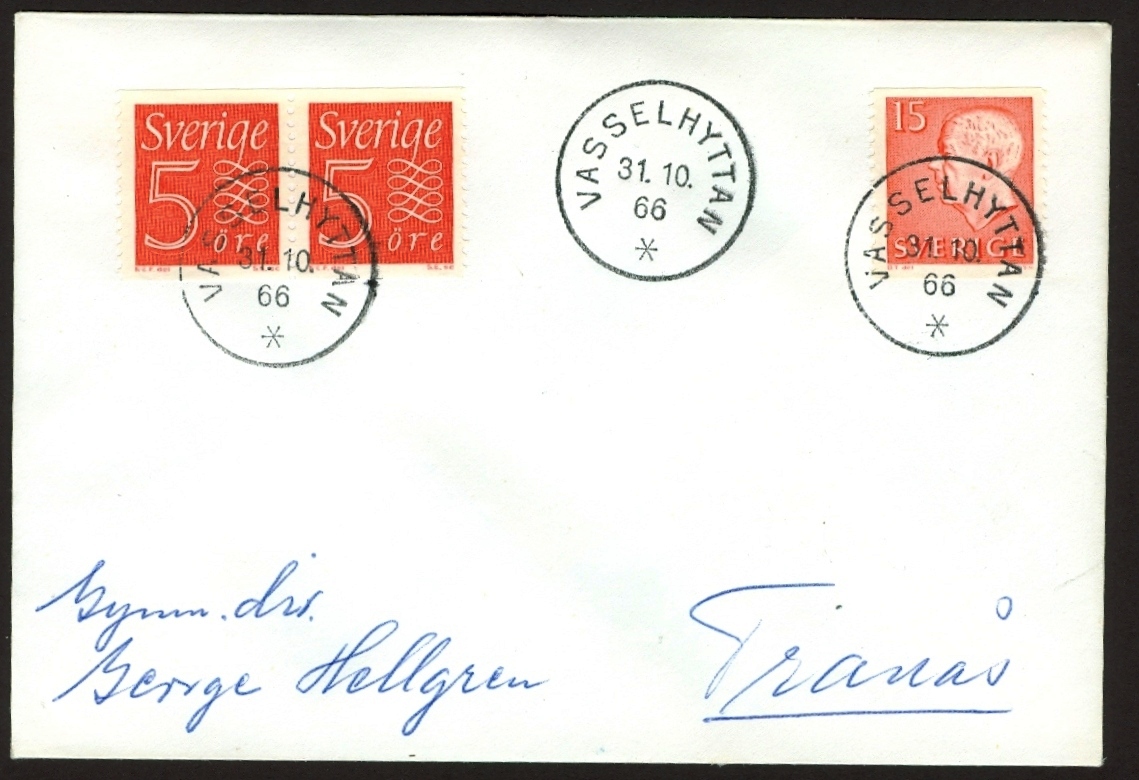 Sverige
5 öre
Sverige
5 öre
VASSELHYTTAN
31.10.
66
VASSELHYTTAN
31.10.
66
15
SVERIGE
VASSELHYTTAN
31.10.
66
Gymn. dir.
George Hellgren
Tranås